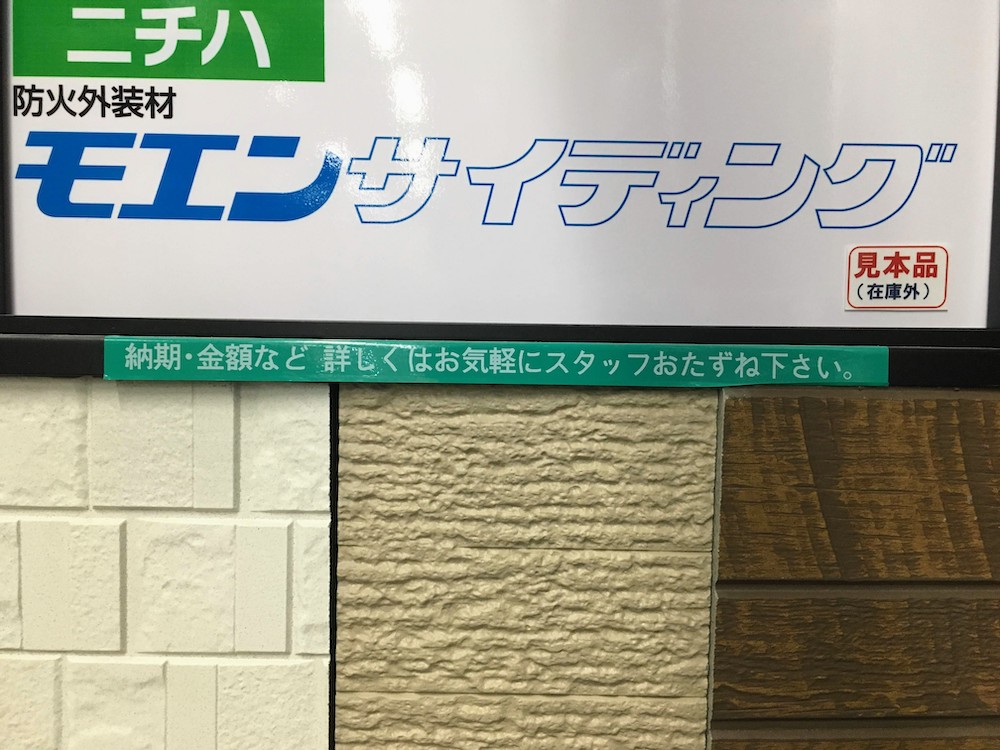 ニチハ
防火外装材
モエンサイディング
見本品
(在庫外)
納期・金額など 詳しくはお気軽にスタッフおたずね下さい。